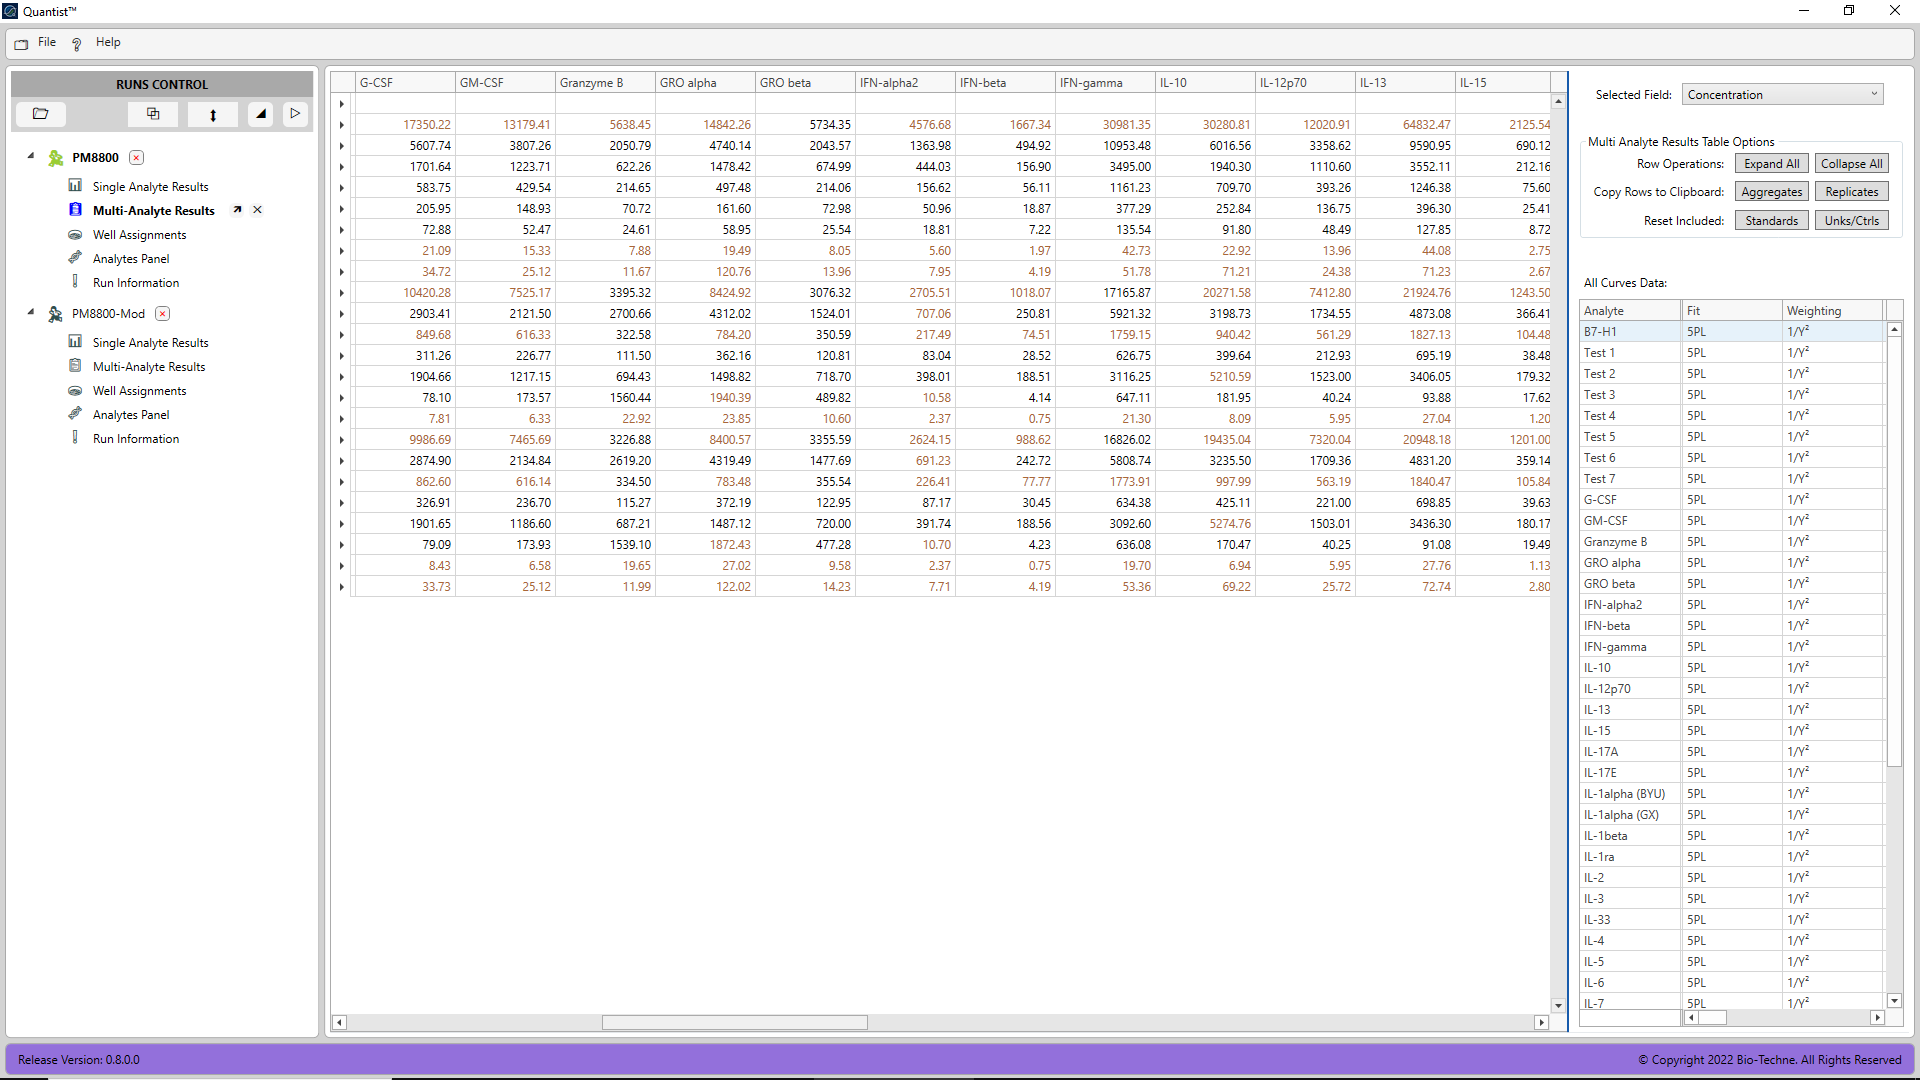 Quantist™
File Help
RUNS CONTROL
PM8800
Single Analyte Results
Multi-Analyte Results
Well Assignments
Analytes Panel
Run Information
PM8800-Mod
Single Analyte Results
Multi-Analyte Results
Well Assignments
Analytes Panel
Run Information
G-CSF GM-CSF Granzyme B GRO alpha GRO beta IFN-alpha2 IFN-beta IFN-gamma IL-10 IL-12p70 IL-13 IL-15
17350.22 13179.41 5638.45 14842.26 5734.35 4576.68 1667.34 30981.35 30280.81 12020.91 64832.47 2125.54
5607.74 3807.26 2050.79 4740.14 2043.57 1363.98 494.92 10953.48 6016.56 3358.62 9590.95 690.12
1701.64 1223.71 622.26 1478.42 674.99 444.03 156.90 3495.00 1940.30 1110.60 3552.11 212.16
583.75 429.54 214.65 497.48 214.06 156.62 56.11 1161.23 709.70 393.26 1246.38 75.60
205.95 148.93 70.72 161.60 72.98 50.96 18.87 377.29 252.84 136.75 396.30 25.41
72.88 52.47 24.61 58.95 25.54 18.81 7.22 135.54 91.80 48.49 127.85 8.72
21.09 15.33 7.88 19.49 8.05 5.60 1.97 42.73 22.92 13.96 44.08 2.75
34.72 25.12 11.67 120.76 13.96 7.95 4.19 51.78 71.21 24.38 71.23 2.67
10420.28 7525.17 3395.32 8424.92 3076.32 2705.51 1018.07 17165.87 20271.58 7412.80 21924.76 1243.50
2903.41 2121.50 2700.66 4312.02 1524.01 707.06 250.81 5921.32 3198.73 1734.55 4873.08 366.41
849.68 616.33 322.58 784.20 350.59 217.49 74.51 1759.15 940.42 561.29 1827.13 104.48
311.26 226.77 111.50 362.16 120.81 83.04 28.52 626.75 399.64 212.93 695.19 38.48
1904.66 1217.15 694.43 1498.82 718.70 398.01 188.51 3116.25 5210.59 1523.00 3406.05 179.32
78.10 173.57 1560.44 1940.39 489.82 10.58 4.14 647.11 181.95 40.24 93.88 17.62
7.81 6.33 22.92 23.85 10.60 2.37 0.75 21.30 8.09 5.95 27.04 1.20
9986.69 7465.69 3226.88 8400.57 3355.59 2624.15 988.62 16826.02 19435.04 7320.04 20948.18 1201.00
2874.90 2134.84 2619.20 4319.49 1477.69 691.23 242.72 5808.74 3235.50 1709.36 4831.20 359.14
862.60 616.14 334.50 783.48 355.54 226.41 77.77 1773.91 997.99 563.19 1840.47 105.84
326.91 236.70 115.27 372.19 122.95 87.17 30.45 634.38 425.11 221.00 698.85 39.63
1901.65 1186.60 687.21 1487.12 720.00 391.74 188.56 3092.60 5274.76 1503.01 3436.30 180.17
79.09 173.93 1539.10 1872.43 477.28 10.70 4.23 636.08 170.47 40.25 91.08 19.49
8.43 6.58 19.65 27.02 9.58 2.37 0.75 19.70 6.94 5.95 27.76 1.13
33.73 25.12 11.99 122.02 14.23 7.71 4.19 53.36 69.22 25.72 72.74 2.80
Selected Field: Concentration
Multi Analyte Results Table Options
Row Operations: Expand All Collapse All
Copy Rows to Clipboard: Aggregates Replicates
Reset Included: Standards Unks/Ctrls
All Curves Data:
Analyte Fit Weighting
B7-H1 5PL 1/Y²
Test 1 5PL 1/Y²
Test 2 5PL 1/Y²
Test 3 5PL 1/Y²
Test 4 5PL 1/Y²
Test 5 5PL 1/Y²
Test 6 5PL 1/Y²
Test 7 5PL 1/Y²
G-CSF 5PL 1/Y²
GM-CSF 5PL 1/Y²
Granzyme B 5PL 1/Y²
GRO alpha 5PL 1/Y²
GRO beta 5PL 1/Y²
IFN-alpha2 5PL 1/Y²
IFN-beta 5PL 1/Y²
IFN-gamma 5PL 1/Y²
IL-10 5PL 1/Y²
IL-12p70 5PL 1/Y²
IL-13 5PL 1/Y²
IL-15 5PL 1/Y²
IL-17A 5PL 1/Y²
IL-17E 5PL 1/Y²
IL-1alpha (BYU) 5PL 1/Y²
IL-1alpha (GX) 5PL 1/Y²
IL-1beta 5PL 1/Y²
IL-1ra 5PL 1/Y²
IL-2 5PL 1/Y²
IL-3 5PL 1/Y²
IL-33 5PL 1/Y²
IL-4 5PL 1/Y²
IL-5 5PL 1/Y²
IL-6 5PL 1/Y²
IL-7 5PL 1/Y²
Release Version: 0.8.0.0
© Copyright 2022 Bio-Techne. All Rights Reserved